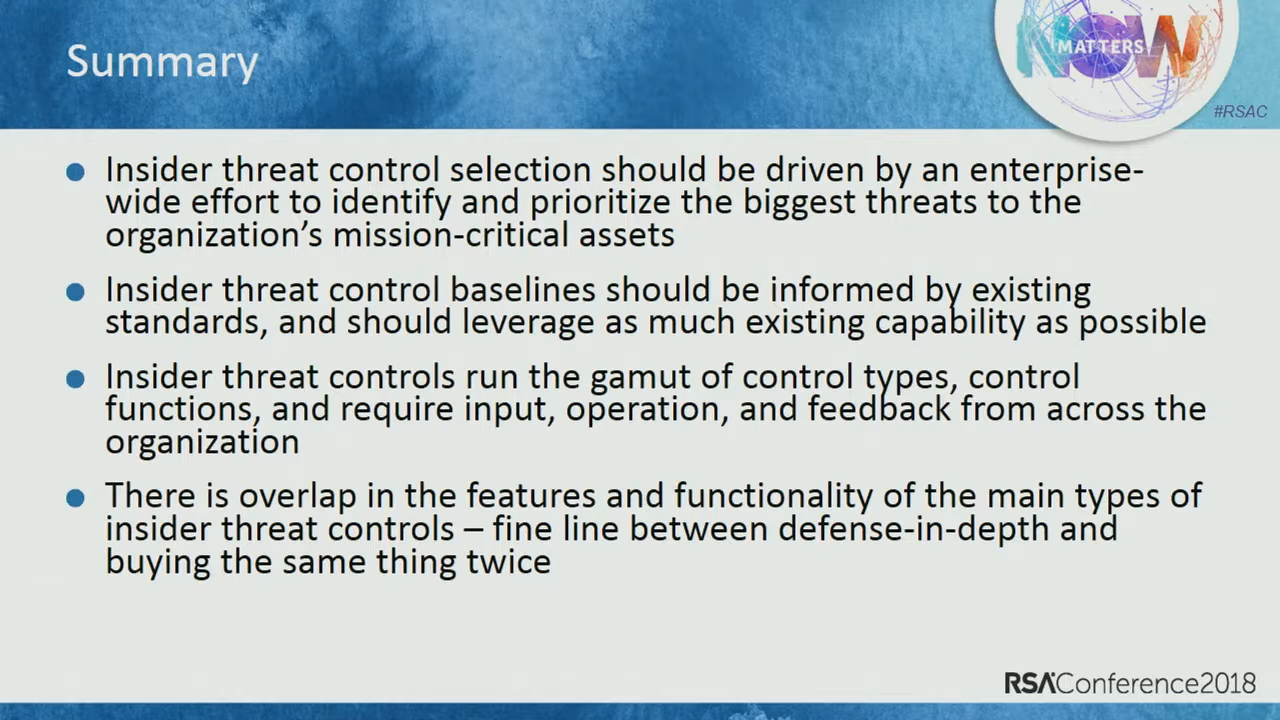 Summary
NOW
MATTERS
#RSAC
Insider threat control selection should be driven by an enterprise-
wide effort to identify and prioritize the biggest threats to the
organization's mission-critical assets
Insider threat control baselines should be informed by existing
standards, and should leverage as much existing capability as possible
Insider threat controls run the gamut of control types, control
functions, and require input, operation, and feedback from across the
organization
There is overlap in the features and functionality of the main types of
insider threat controls – fine line between defense-in-depth and
buying the same thing twice
RSAConference2018